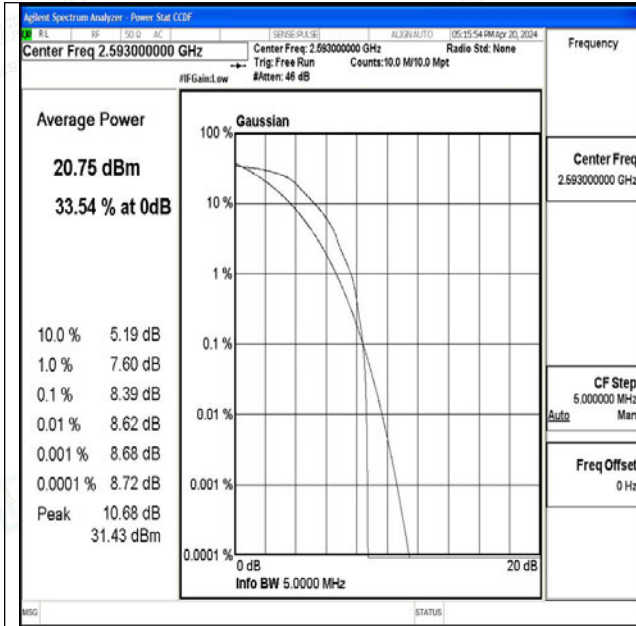 Agilent Spectrum Analyzer - Power Stat CCDF
RL RF 50 Ω AC SENSE:PULSE ALIGNAUTO 05:15:54 PM Apr 20, 2024
Center Freq 2.593000000 GHz
Center Freq: 2.593000000 GHz Radio Std: None
Trig: Free Run Counts:10.0 M/10.0 Mpt
#IFGain:Low #Atten: 46 dB
Frequency
Average Power
20.75 dBm
33.54 % at 0dB
10.0 % 5.19 dB
1.0 % 7.60 dB
0.1 % 8.39 dB
0.01 % 8.62 dB
0.001 % 8.68 dB
0.0001 % 8.72 dB
Peak 10.68 dB
31.43 dBm
Gaussian
100 %
10 %
1 %
0.1 %
0.01 %
0.001 %
0.0001 %
0 dB 20 dB
Info BW 5.0000 MHz
Center Freq
2.593000000 GHz
CF Step
5.000000 MHz
Auto Man
Freq Offset
0 Hz
MSG STATUS